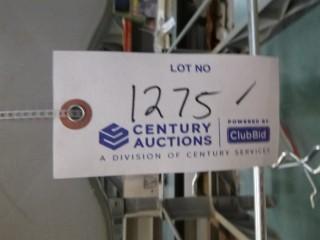 LOT NO
1275
CENTURY AUCTIONS
POWERED BY
ClubBid
A DIVISION OF CENTURY SERVICES